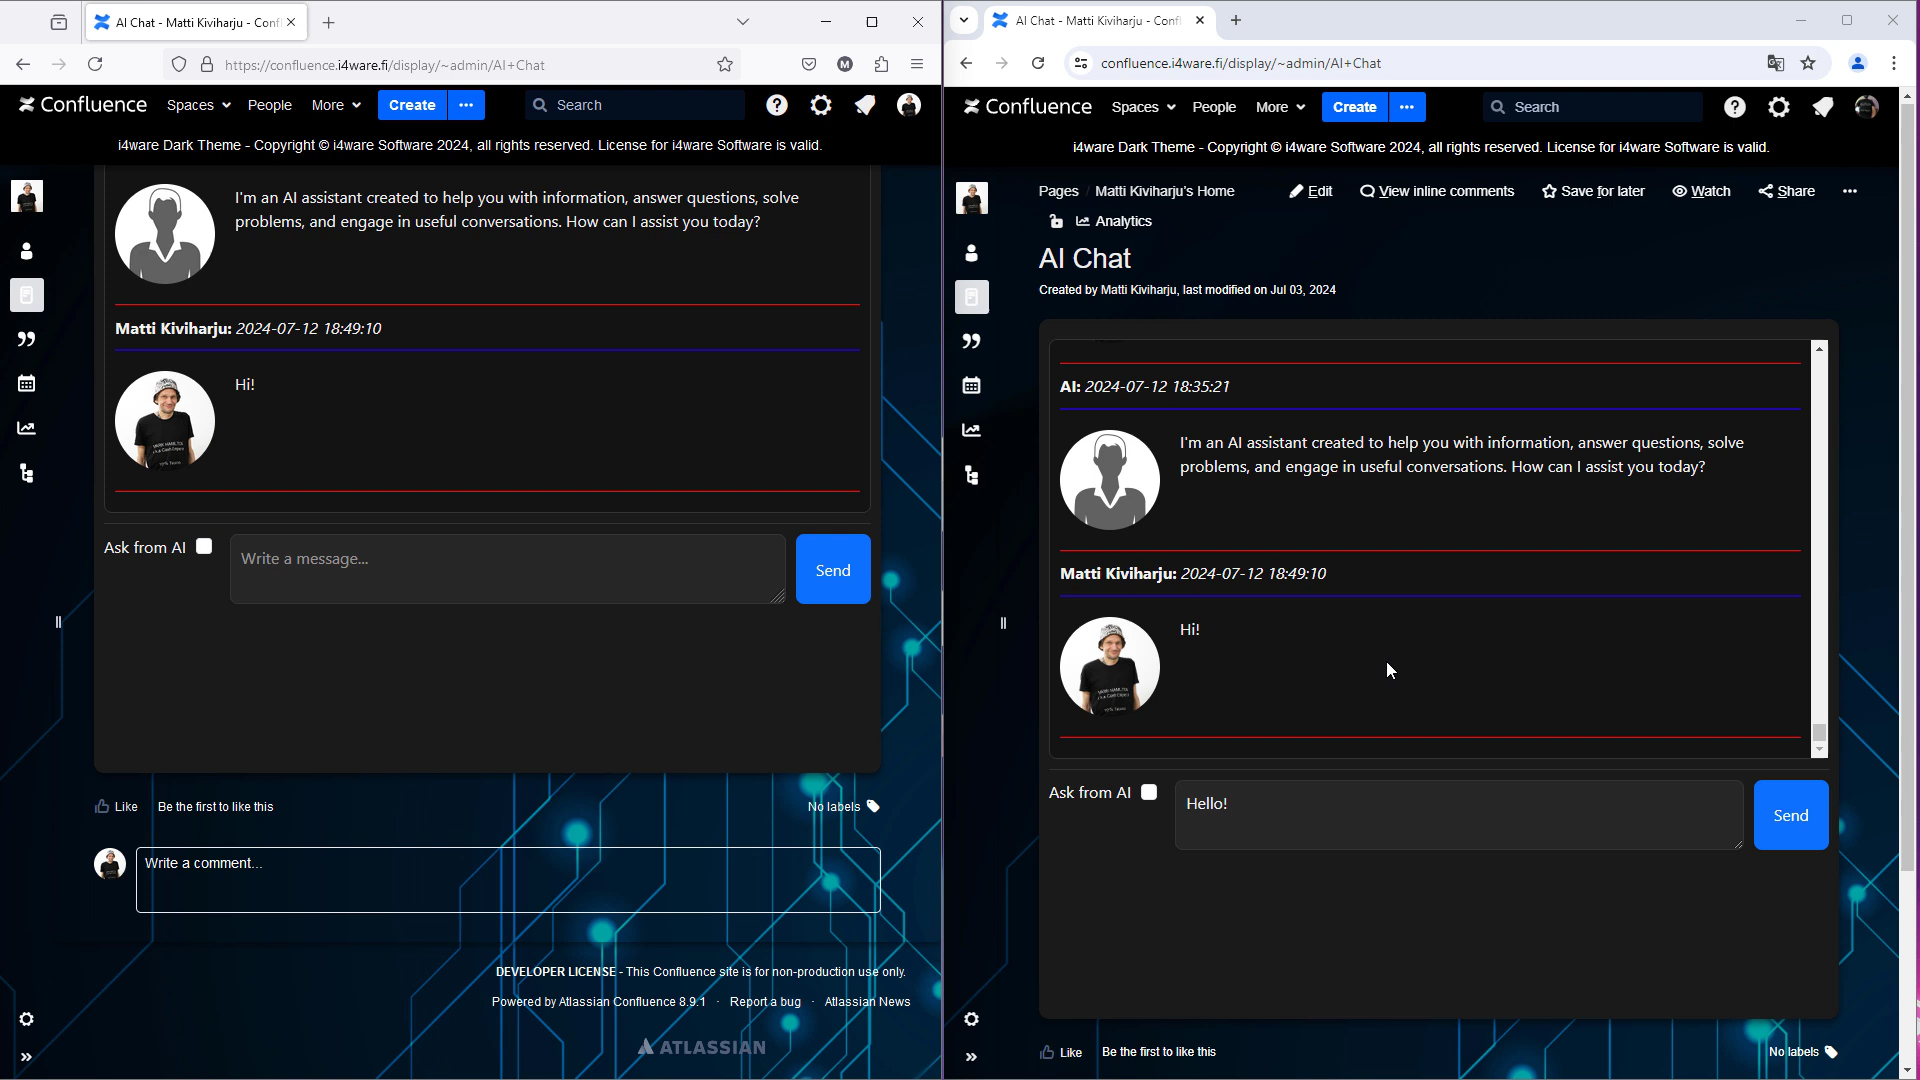 AI Chat - Matti Kiviharju - Conf
https://confluence.i4ware.fi/display/~admin/AI+Chat
M
Confluence Spaces People More Create Search
i4ware Dark Theme - Copyright © i4ware Software 2024, all rights reserved. License for i4ware Software is valid.
I'm an AI assistant created to help you with information, answer questions, solve
problems, and engage in useful conversations. How can I assist you today?
Matti Kiviharju: 2024-07-12 18:49:10
Hi!
Ask from AI
Write a message...
Send
Like Be the first to like this
No labels
Write a comment...
DEVELOPER LICENSE - This Confluence site is for non-production use only.
Powered by Atlassian Confluence 8.9.1 · Report a bug · Atlassian News
ATLASSIAN
AI Chat - Matti Kiviharju - Conf
confluence.i4ware.fi/display/~admin/AI+Chat
Confluence Spaces People More Create Search
i4ware Dark Theme - Copyright © i4ware Software 2024, all rights reserved. License for i4ware Software is valid.
Pages / Matti Kiviharju's Home Edit View inline comments Save for later Watch Share
Analytics
AI Chat
Created by Matti Kiviharju, last modified on Jul 03, 2024
AI: 2024-07-12 18:35:21
I'm an AI assistant created to help you with information, answer questions, solve
problems, and engage in useful conversations. How can I assist you today?
Matti Kiviharju: 2024-07-12 18:49:10
Hi!
Ask from AI
Hello!
Send
Like Be the first to like this
No labels